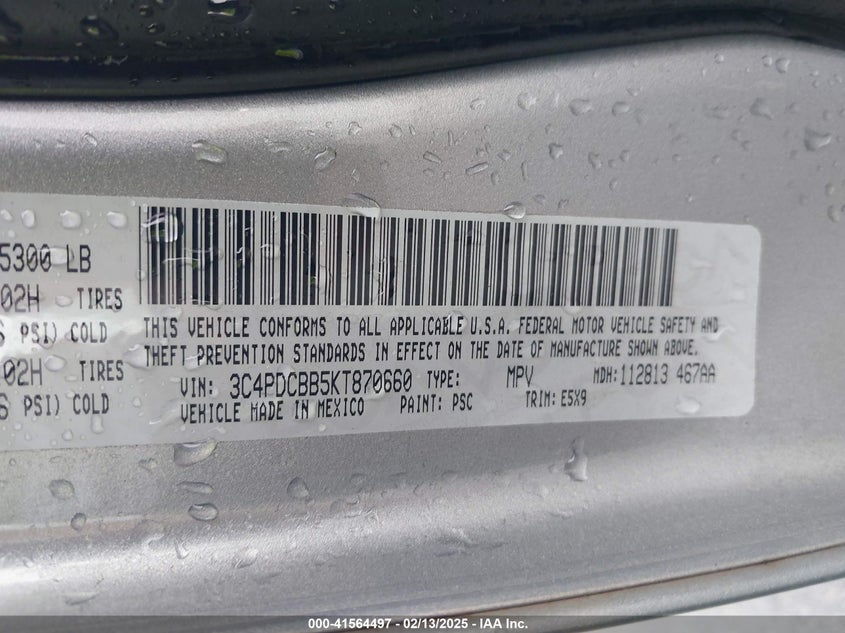 5300 LB
02H TIRES
PSI) COLD
02H TIRES
PSI) COLD
THIS VEHICLE CONFORMS TO ALL APPLICABLE U.S.A. FEDERAL MOTOR VEHICLE SAFETY AND
THEFT PREVENTION STANDARDS IN EFFECT ON THE DATE OF MANUFACTURE SHOWN ABOVE.
VIN: 3C4PDCBB5KT870660 TYPE: MPV MDH: 112813 467AA
VEHICLE MADE IN MEXICO PAINT: PSC TRIM: E5X9
000-41564497 - 02/13/2025 - IAA Inc.